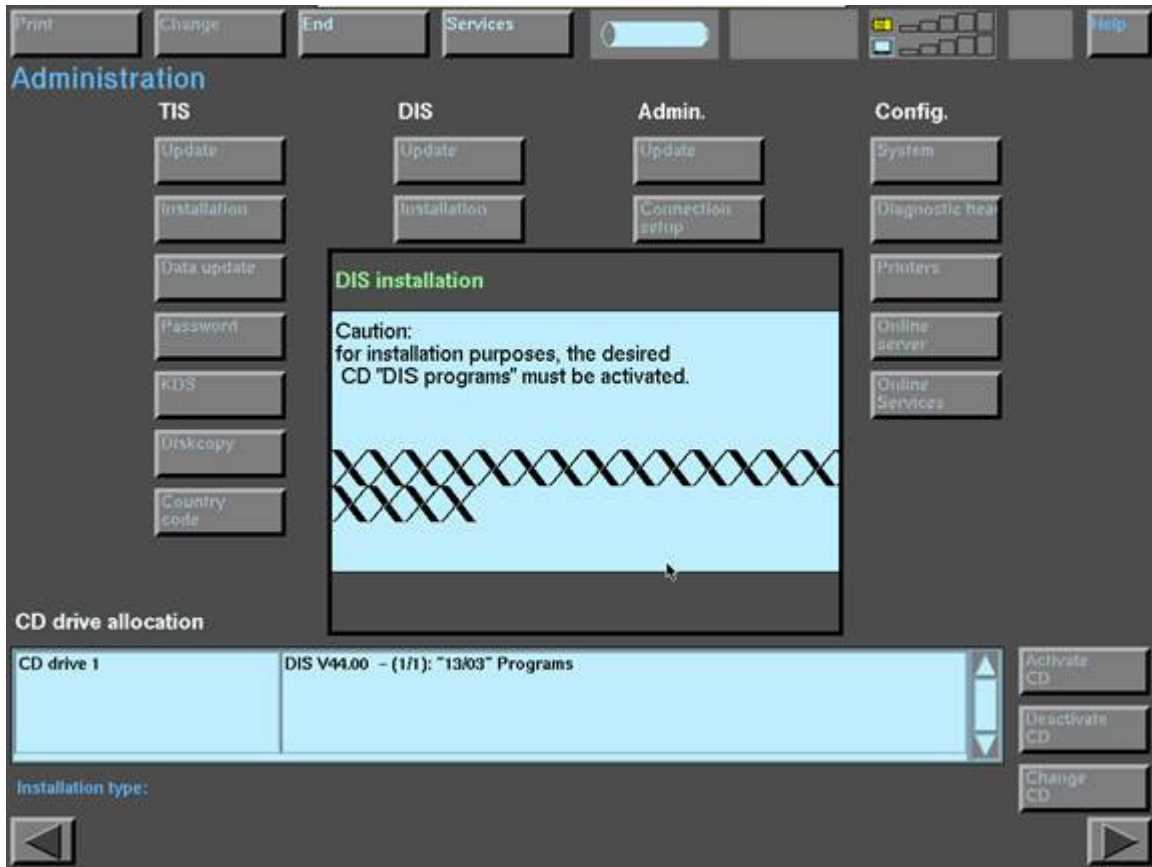 Print Change End Services Help
Administration
TIS DIS Admin. Config.
Update Update Update System
Installation Installation Connection setup Diagnostic hea
Data update Printers
Password Online server
KDS Online Services
Diskcopy
Country code
DIS installation
Caution:
for installation purposes, the desired
CD "DIS programs" must be activated.
CD drive allocation
CD drive 1 DIS V44.00 - (1/1): "13/03" Programs
Activate CD
Deactivate CD
Change CD
Installation type: